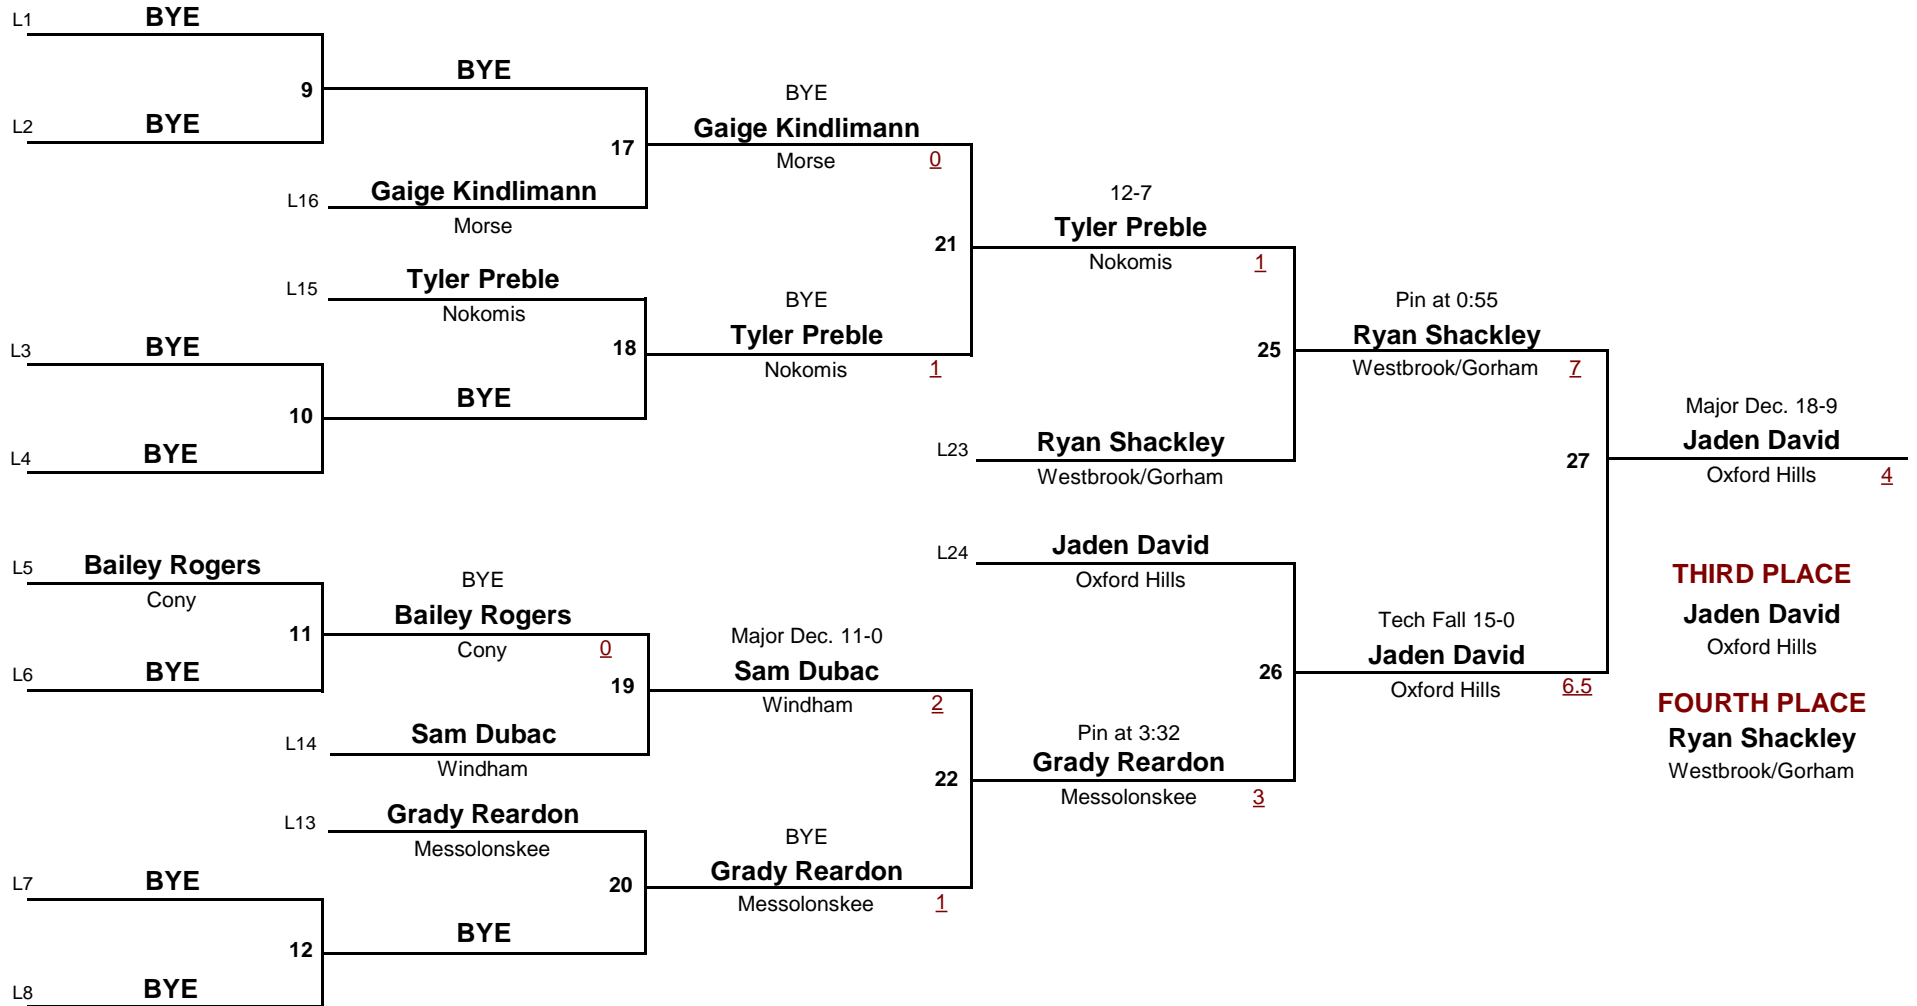 L1 BYE
9
BYE
L2 BYE
17
BYE
Gaige Kindlimann
Morse 0
L16 Gaige Kindlimann
Morse
21
12-7
Tyler Preble
Nokomis 1
L15 Tyler Preble
Nokomis
18
BYE
Tyler Preble
Nokomis 1
L3 BYE
10
BYE
L4 BYE
25
Pin at 0:55
Ryan Shackley
Westbrook/Gorham 7
L23 Ryan Shackley
Westbrook/Gorham
27
Major Dec. 18-9
Jaden David
Oxford Hills 4
L5 Bailey Rogers
Cony
11
BYE
Bailey Rogers
Cony 0
L6 BYE
19
Major Dec. 11-0
Sam Dubac
Windham 2
L14 Sam Dubac
Windham
22
Pin at 3:32
Grady Reardon
Messolonskee 3
L24 Jaden David
Oxford Hills
26
Tech Fall 15-0
Jaden David
Oxford Hills 6.5
L13 Grady Reardon
Messolonskee
20
BYE
Grady Reardon
Messolonskee 1
L7 BYE
12
BYE
L8 BYE
THIRD PLACE
Jaden David
Oxford Hills
FOURTH PLACE
Ryan Shackley
Westbrook/Gorham